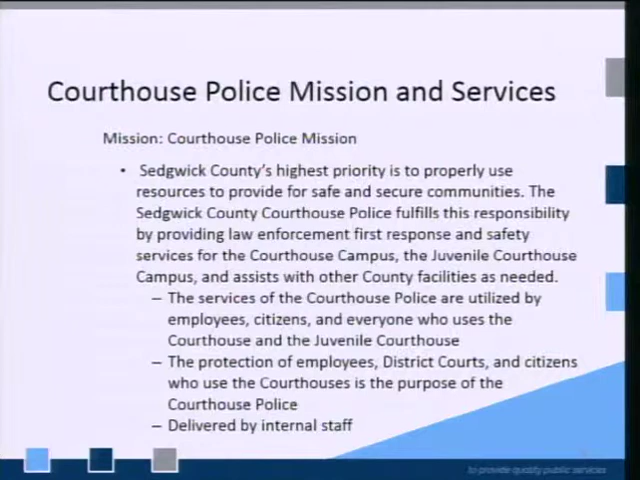 Courthouse Police Mission and Services
Mission: Courthouse Police Mission
• Sedgwick County's highest priority is to properly use
resources to provide for safe and secure communities. The
Sedgwick County Courthouse Police fulfills this responsibility
by providing law enforcement first response and safety
services for the Courthouse Campus, the Juvenile Courthouse
Campus, and assists with other County facilities as needed.
– The services of the Courthouse Police are utilized by
employees, citizens, and everyone who uses the
Courthouse and the Juvenile Courthouse
– The protection of employees, District Courts, and citizens
who use the Courthouses is the purpose of the
Courthouse Police
– Delivered by internal staff
to provide quality public services